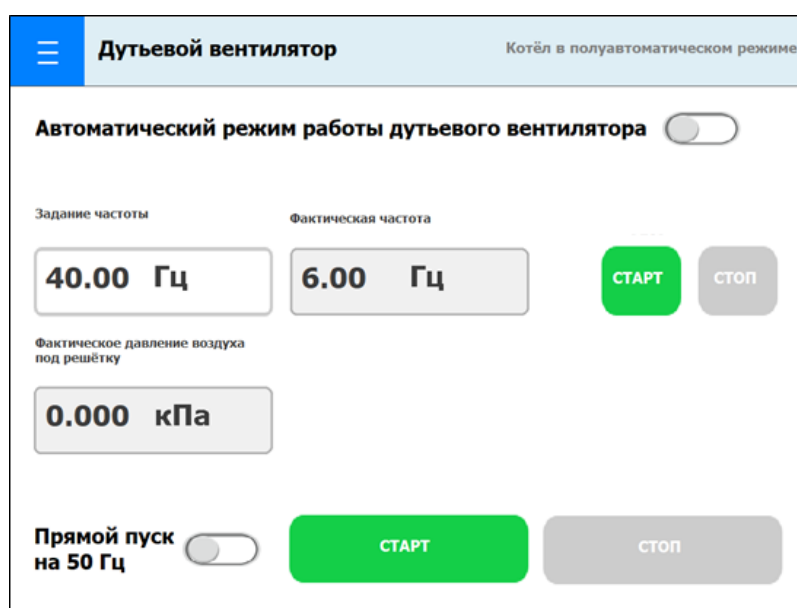 Дутьевой вентилятор
Котёл в полуавтоматическом режиме
Автоматический режим работы дутьевого вентилятора
Задание частоты
Фактическая частота
40.00 Гц
6.00 Гц
СТАРТ
СТОП
Фактическое давление воздуха
под решётку
0.000 кПа
Прямой пуск
на 50 Гц
СТАРТ
СТОП